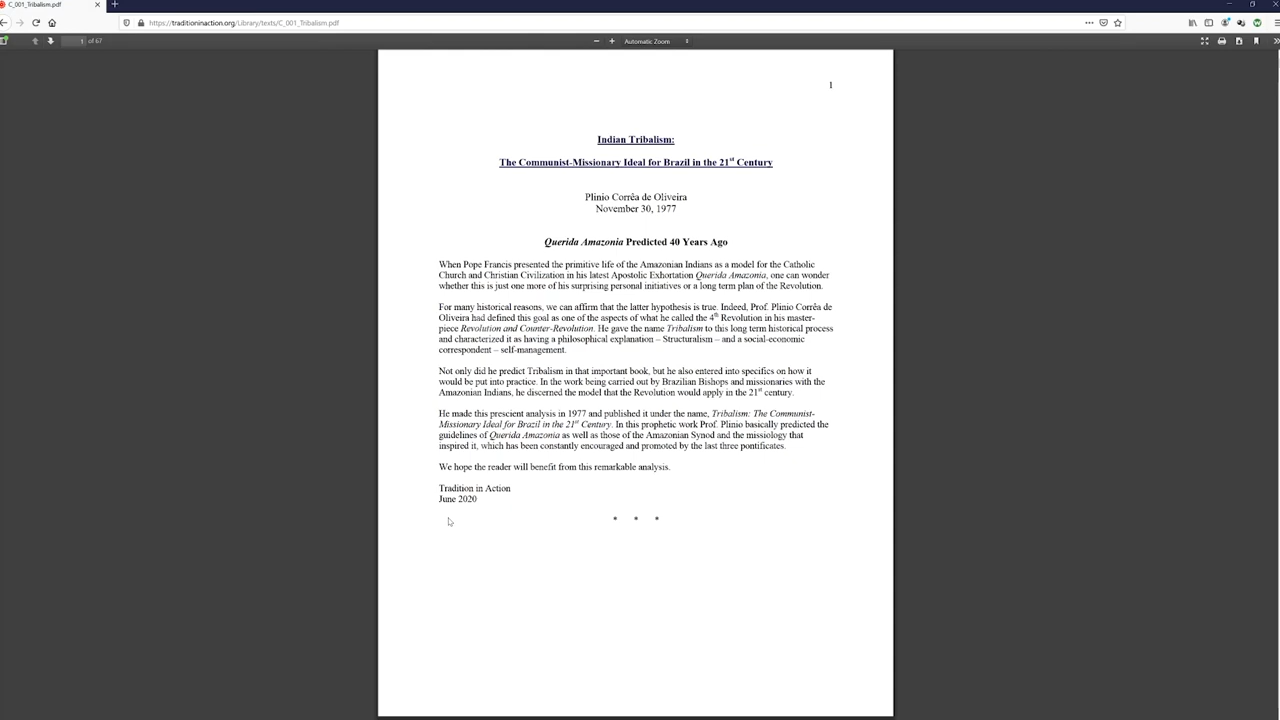 C_001_Tribalism.pdf
https://traditioninaction.org/Library/texts/C_001_Tribalism.pdf
1 of 67
Automatic Zoom
1
Indian Tribalism:
The Communist-Missionary Ideal for Brazil in the 21st Century
Plinio Corrêa de Oliveira
November 30, 1977
Querida Amazonia Predicted 40 Years Ago
When Pope Francis presented the primitive life of the Amazonian Indians as a model for the Catholic
Church and Christian Civilization in his latest Apostolic Exhortation Querida Amazonia, one can wonder
whether this is just one more of his surprising personal initiatives or a long term plan of the Revolution.
For many historical reasons, we can affirm that the latter hypothesis is true. Indeed, Prof. Plinio Corrêa de
Oliveira had defined this goal as one of the aspects of what he called the 4th Revolution in his master-
piece Revolution and Counter-Revolution. He gave the name Tribalism to this long term historical process
and characterized it as having a philosophical explanation – Structuralism – and a social-economic
correspondent – self-management.
Not only did he predict Tribalism in that important book, but he also entered into specifics on how it
would be put into practice. In the work being carried out by Brazilian Bishops and missionaries with the
Amazonian Indians, he discerned the model that the Revolution would apply in the 21st century.
He made this prescient analysis in 1977 and published it under the name, Tribalism: The Communist-
Missionary Ideal for Brazil in the 21st Century. In this prophetic work Prof. Plinio basically predicted the
guidelines of Querida Amazonia as well as those of the Amazonian Synod and the missiology that
inspired it, which has been constantly encouraged and promoted by the last three pontificates.
We hope the reader will benefit from this remarkable analysis.
Tradition in Action
June 2020
* * *